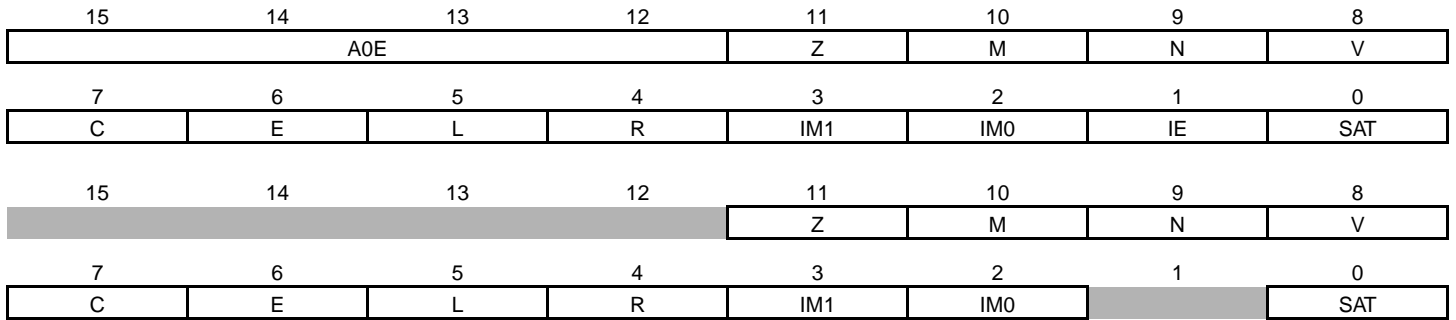 15 14 13 12 11 10 9 8
A0E Z M N V
7 6 5 4 3 2 1 0
C E L R IM1 IM0 IE SAT
15 14 13 12 11 10 9 8
Z M N V
7 6 5 4 3 2 1 0
C E L R IM1 IM0 SAT